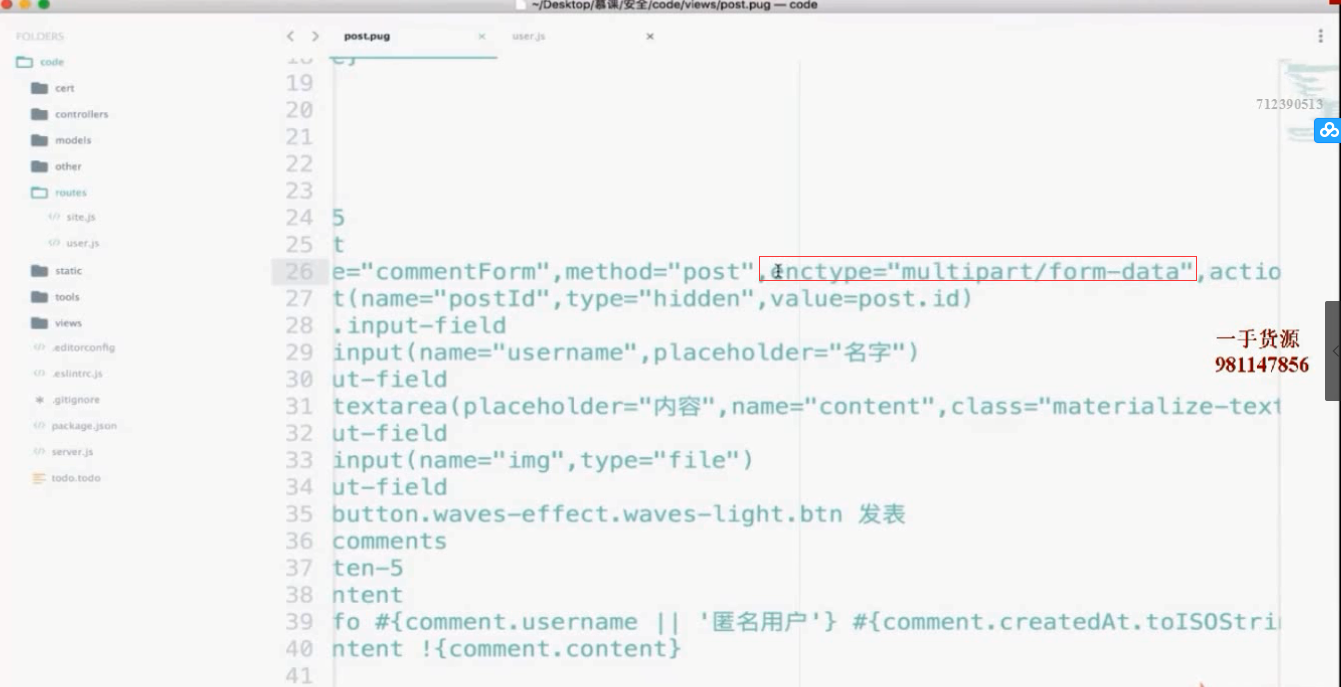 ~/Desktop/慕课/安全/code/views/post.pug — code
FOLDERS
code
cert
controllers
models
other
routes
site.js
user.js
static
tools
views
.editorconfig
.eslintrc.js
.gitignore
package.json
server.js
todo.todo
post.pug
user.js
18
19
20
21
22
23
24 5
25 t
26 e="commentForm",method="post",enctype="multipart/form-data",actio
27 t(name="postId",type="hidden",value=post.id)
28 .input-field
29 input(name="username",placeholder="名字")
30 ut-field
31 textarea(placeholder="内容",name="content",class="materialize-text
32 ut-field
33 input(name="img",type="file")
34 ut-field
35 button.waves-effect.waves-light.btn 发表
36 comments
37 ten-5
38 ntent
39 fo #{comment.username || '匿名用户'} #{comment.createdAt.toISOStri
40 ntent !{comment.content}
41
712390513
一手货源
981147856